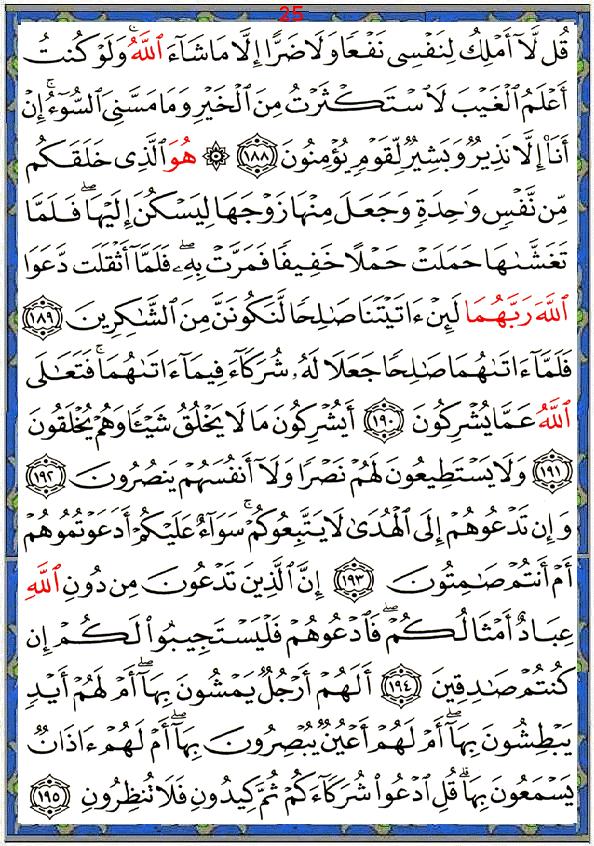 25
قُل لَّآ أَمْلِكُ لِنَفْسِى نَفْعًا وَلَا ضَرًّا إِلَّا مَا شَآءَ ٱللَّهُ ۚ وَلَوْ كُنتُ
أَعْلَمُ ٱلْغَيْبَ لَٱسْتَكْثَرْتُ مِنَ ٱلْخَيْرِ وَمَا مَسَّنِىَ ٱلسُّوٓءُ ۚ إِنْ
أَنَا۠ إِلَّا نَذِيرٌ وَبَشِيرٌ لِّقَوْمٍ يُؤْمِنُونَ ﴿١٨٨﴾ ۞ هُوَ ٱلَّذِى خَلَقَكُم
مِّن نَّفْسٍ وَٰحِدَةٍ وَجَعَلَ مِنْهَا زَوْجَهَا لِيَسْكُنَ إِلَيْهَا ۖ فَلَمَّا
تَغَشَّىٰهَا حَمَلَتْ حَمْلًا خَفِيفًا فَمَرَّتْ بِهِۦ ۖ فَلَمَّآ أَثْقَلَت دَّعَوَا
ٱللَّهَ رَبَّهُمَا لَئِنْ ءَاتَيْتَنَا صَٰلِحًا لَّنَكُونَنَّ مِنَ ٱلشَّٰكِرِينَ ﴿١٨٩﴾
فَلَمَّآ ءَاتَىٰهُمَا صَٰلِحًا جَعَلَا لَهُۥ شُرَكَآءَ فِيمَآ ءَاتَىٰهُمَا ۚ فَتَعَٰلَى
ٱللَّهُ عَمَّا يُشْرِكُونَ ﴿١٩٠﴾ أَيُشْرِكُونَ مَا لَا يَخْلُقُ شَيْـًٔا وَهُمْ يُخْلَقُونَ
﴿١٩١﴾ وَلَا يَسْتَطِيعُونَ لَهُمْ نَصْرًا وَلَآ أَنفُسَهُمْ يَنصُرُونَ ﴿١٩٢﴾
وَإِن تَدْعُوهُمْ إِلَى ٱلْهُدَىٰ لَا يَتَّبِعُوكُمْ ۚ سَوَآءٌ عَلَيْكُمْ أَدَعَوْتُمُوهُمْ
أَمْ أَنتُمْ صَٰمِتُونَ ﴿١٩٣﴾ إِنَّ ٱلَّذِينَ تَدْعُونَ مِن دُونِ ٱللَّهِ
عِبَادٌ أَمْثَالُكُمْ ۖ فَٱدْعُوهُمْ فَلْيَسْتَجِيبُوا۟ لَكُمْ إِن
كُنتُمْ صَٰدِقِينَ ﴿١٩٤﴾ أَلَهُمْ أَرْجُلٌ يَمْشُونَ بِهَآ ۖ أَمْ لَهُمْ أَيْدٍ
يَبْطِشُونَ بِهَآ ۖ أَمْ لَهُمْ أَعْيُنٌ يُبْصِرُونَ بِهَآ ۖ أَمْ لَهُمْ ءَاذَانٌ
يَسْمَعُونَ بِهَا ۗ قُلِ ٱدْعُوا۟ شُرَكَآءَكُمْ ثُمَّ كِيدُونِ فَلَا تُنظِرُونِ ﴿١٩٥﴾